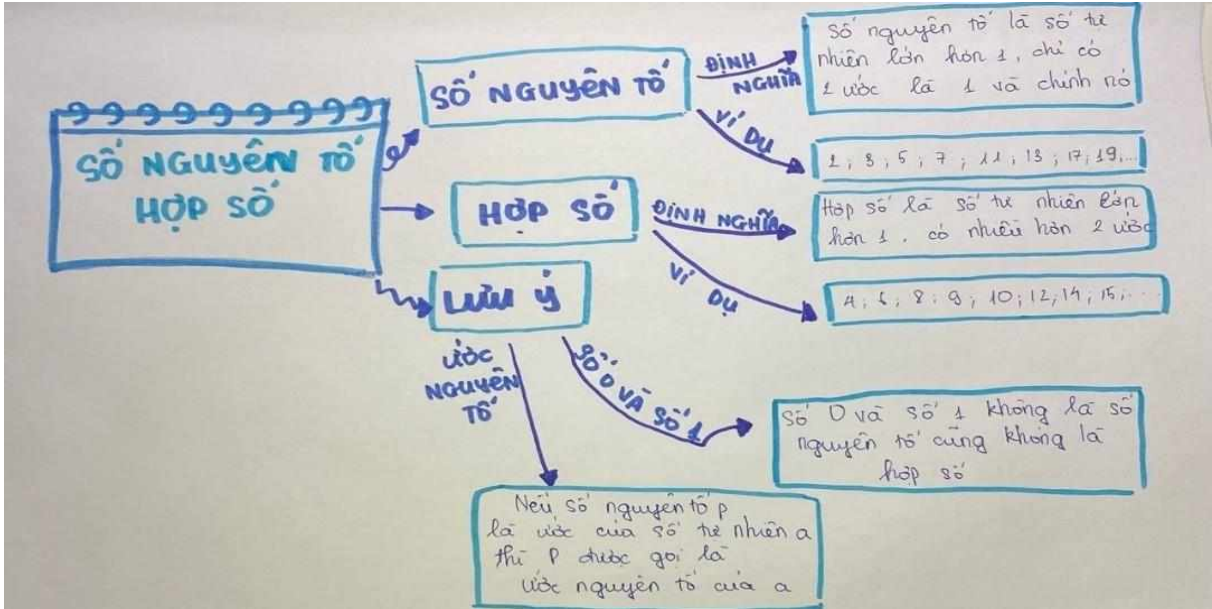 SỐ NGUYÊN TỐ
HỢP SỐ
SỐ NGUYÊN TỐ
ĐỊNH
NGHĨA
Số nguyên tố là số tự
nhiên lớn hơn 1, chỉ có
2 ước là 1 và chính nó
VÍ DỤ
2; 3; 5; 7; 11; 13; 17; 19;...
HỢP SỐ
ĐỊNH NGHĨA
Hợp số là số tự nhiên lớn
hơn 1, có nhiều hơn 2 ước
VÍ DỤ
4; 6; 8; 9; 10; 12; 14; 15;...
LƯU Ý
ƯỚC
NGUYÊN
TỐ
SỐ 0 VÀ SỐ 1
Số 0 và số 1 không là số
nguyên tố cũng không là
hợp số
Nếu số nguyên tố p
là ước của số tự nhiên a
thì p được gọi là
ước nguyên tố của a